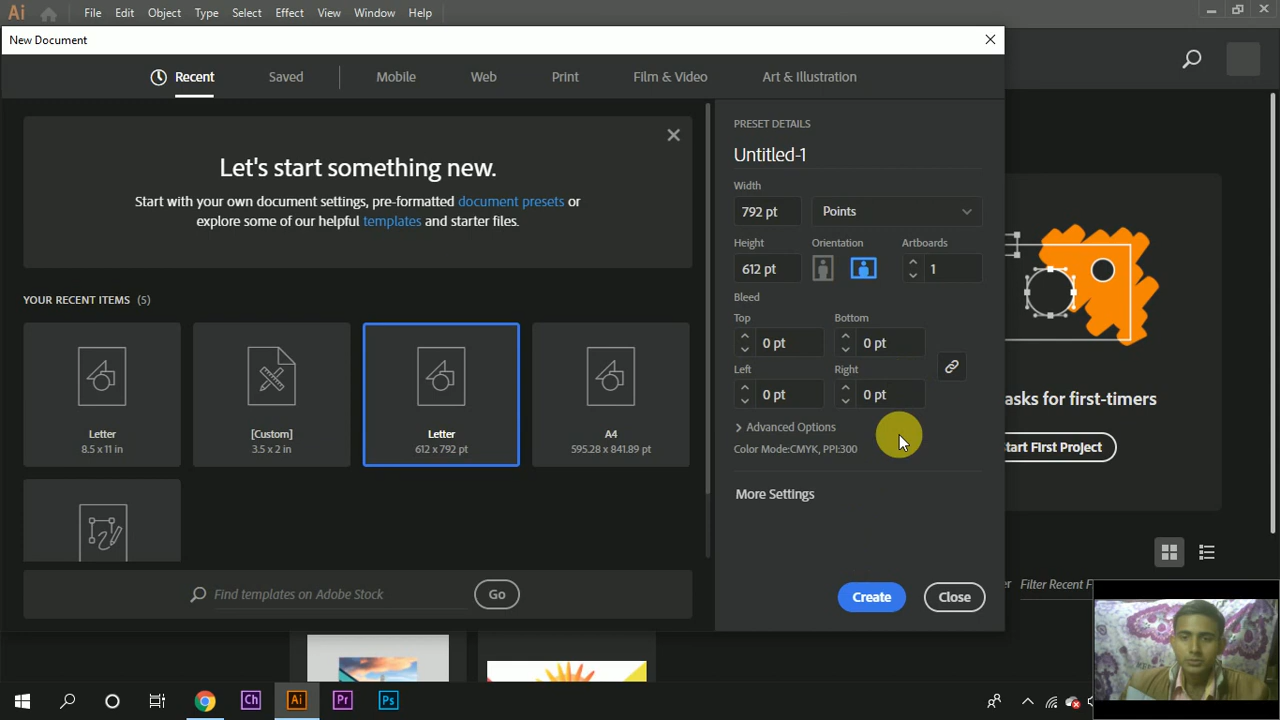 Ai File Edit Object Type Select Effect View Window Help
New Document
Recent Saved Mobile Web Print Film & Video Art & Illustration
Let's start something new.
Start with your own document settings, pre-formatted document presets or
explore some of our helpful templates and starter files.
YOUR RECENT ITEMS (5)
Letter
8.5 x 11 in
[Custom]
3.5 x 2 in
Letter
612 x 792 pt
A4
595.28 x 841.89 pt
Find templates on Adobe Stock Go
PRESET DETAILS
Untitled-1
Width
792 pt Points
Height Orientation Artboards
612 pt 1
Bleed
Top Bottom
0 pt 0 pt
Left Right
0 pt 0 pt
Advanced Options
Color Mode:CMYK, PPI:300
More Settings
Create Close
asks for first-timers
tart First Project
Filter Recent F
Ch Ai Pr Ps